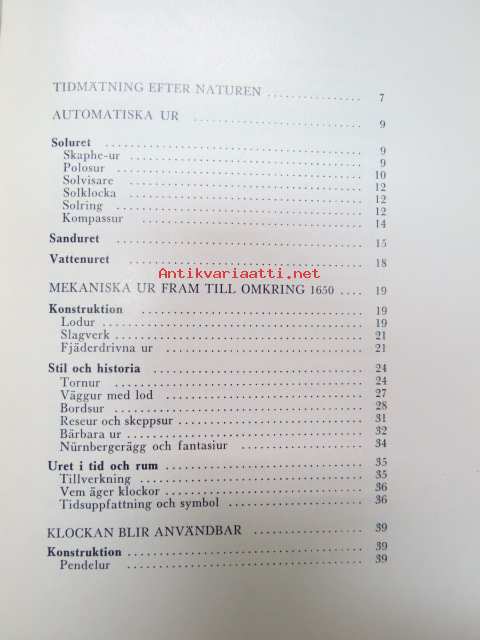 TIDMÄTNING EFTER NATUREN ............... 7
AUTOMATISKA UR .................... 9
Soluret .................... 9
Skaphe-ur .................... 9
Polosur .................... 10
Solvisare .................... 12
Solklocka .................... 12
Solring .................... 12
Kompassur .................... 14
Sanduret .................... 15
Vattenuret .................... 18
Antikvariaatti.net
MEKANISKA UR FRAM TILL OMKRING 1650 .... 19
Konstruktion .................... 19
Lodur .................... 19
Slagverk .................... 21
Fjäderdrivna ur .................... 21
Stil och historia .................... 24
Tornur .................... 24
Väggur med lod .................... 27
Bordsur .................... 28
Reseur och skeppsur .................... 31
Bärbara ur .................... 32
Nürnbergerägg och fantasiur .................... 34
Uret i tid och rum .................... 35
Tillverkning .................... 35
Vem äger klockor .................... 36
Tidsuppfattning och symbol .................... 36
KLOCKAN BLIR ANVÄNDBAR .................... 39
Konstruktion .................... 39
Pendelur .................... 39